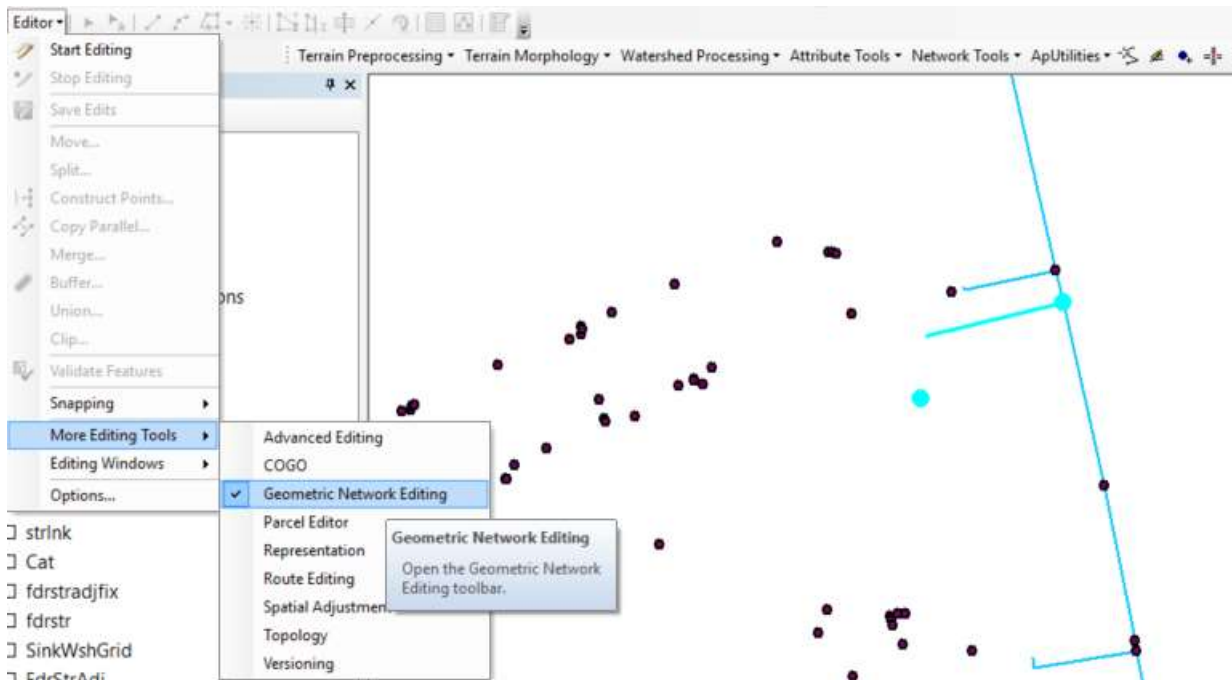 Editor
Start Editing
Terrain Preprocessing Terrain Morphology Watershed Processing Attribute Tools Network Tools ApUtilities
Stop Editing
Save Edits
Move...
Split...
Construct Points...
Copy Parallel...
Merge...
Buffer...
ons
Union...
Clip...
Validate Features
Snapping
More Editing Tools
Editing Windows
Options...
Advanced Editing
COGO
Geometric Network Editing
Parcel Editor
Representation
Route Editing
Spatial Adjustmen
Topology
Versioning
Geometric Network Editing
Open the Geometric Network
Editing toolbar.
strlnk
Cat
fdrstradjfix
fdrstr
SinkWshGrid
FdrStrAdj